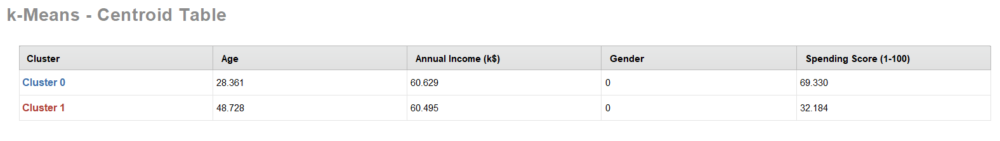 k-Means - Centroid Table
Cluster Age Annual Income (k$) Gender Spending Score (1-100)
Cluster 0 28.361 60.629 0 69.330
Cluster 1 48.728 60.495 0 32.184